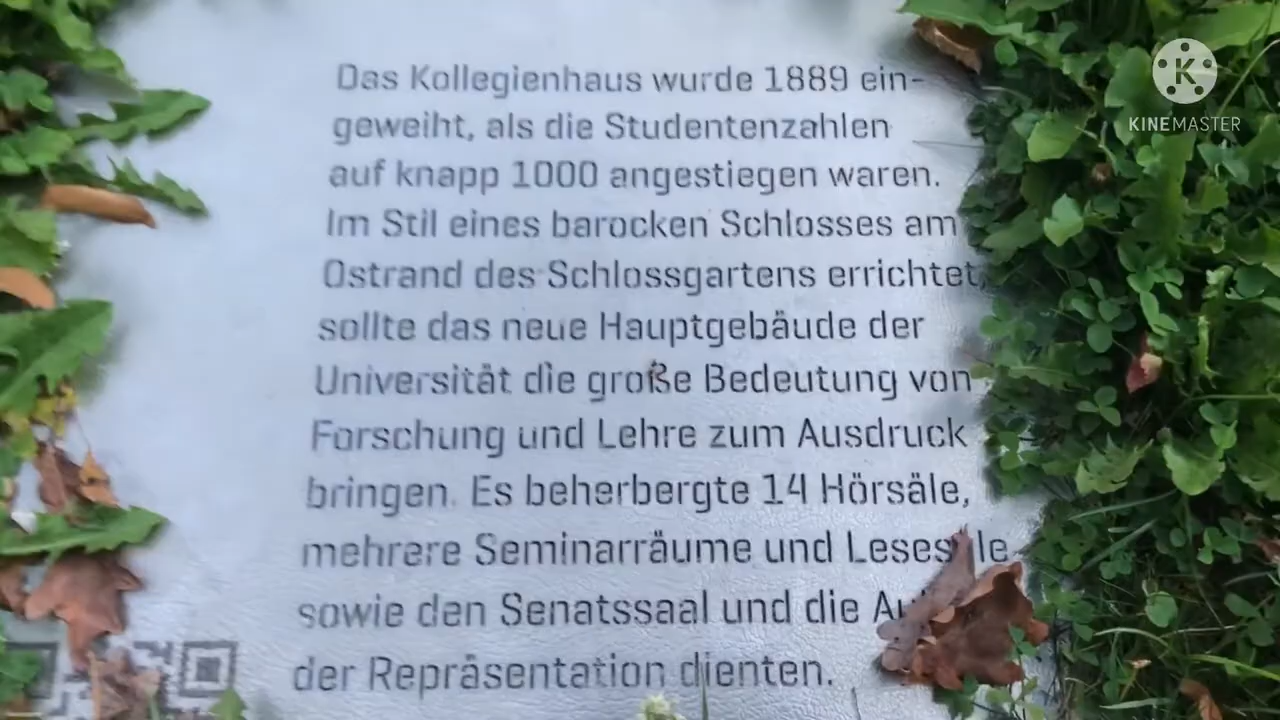 Das Kollegienhaus wurde 1889 ein-
geweiht, als die Studentenzahlen
auf knapp 1000 angestiegen waren.
Im Stil eines barocken Schlosses am
Ostrand des Schlossgartens errichtet,
sollte das neue Hauptgebäude der
Universität die große Bedeutung von
Forschung und Lehre zum Ausdruck
bringen. Es beherbergte 14 Hörsäle,
mehrere Seminarräume und
sowie den Senatssaal und die
der Repräsentation dienten.
KINEMASTER